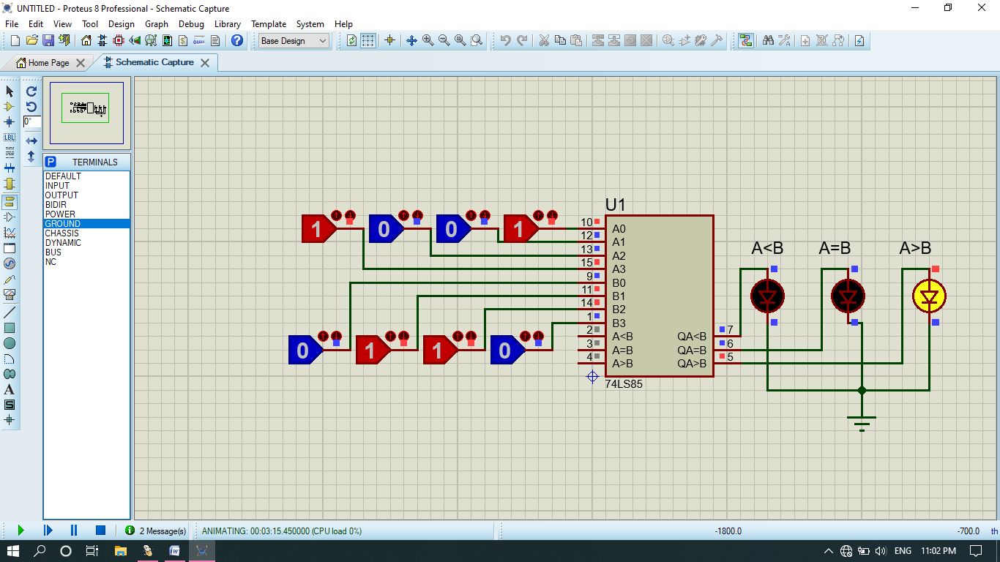 UNTITLED - Proteus 8 Professional - Schematic Capture
File Edit View Tool Design Graph Debug Library Template System Help
Base Design
Home Page Schematic Capture
0°
LBL
A
S
P TERMINALS
DEFAULT
INPUT
OUTPUT
BIDIR
POWER
GROUND
CHASSIS
DYNAMIC
BUS
NC
U1
1 0 0 1
0 1 1 0
10 A0
12 A1
13 A2
15 A3
9 B0
11 B1
14 B2
1 B3
2 A<B QA<B 7
3 A=B QA=B 6
4 A>B QA>B 5
74LS85
A<B A=B A>B
2 Message(s) ANIMATING: 00:03:15.450000 (CPU load 0%) -1800.0 -700.0 th
ENG 11:02 PM